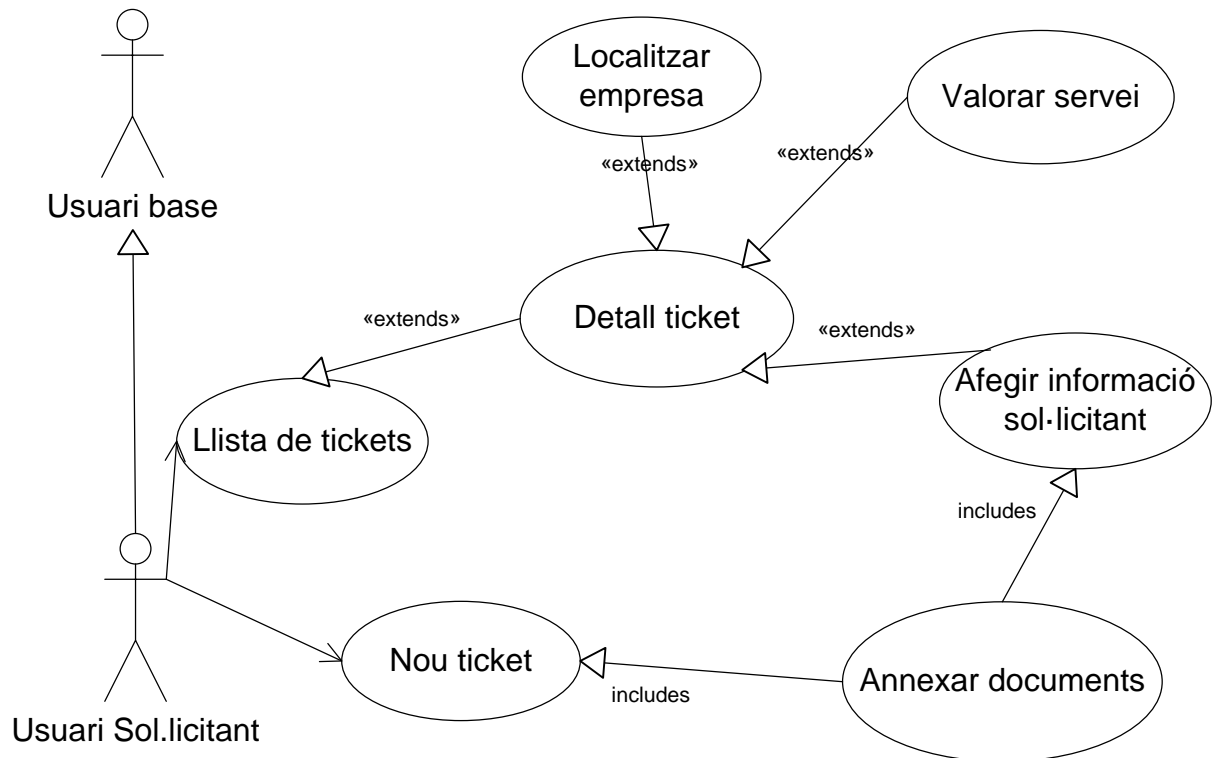 Localitzar
empresa
Valorar servei
«extends»
«extends»
Usuari base
Detall ticket
«extends»
«extends»
Afegir informació
sol·licitant
Llista de tickets
includes
Nou ticket
includes
Annexar documents
Usuari Sol.licitant